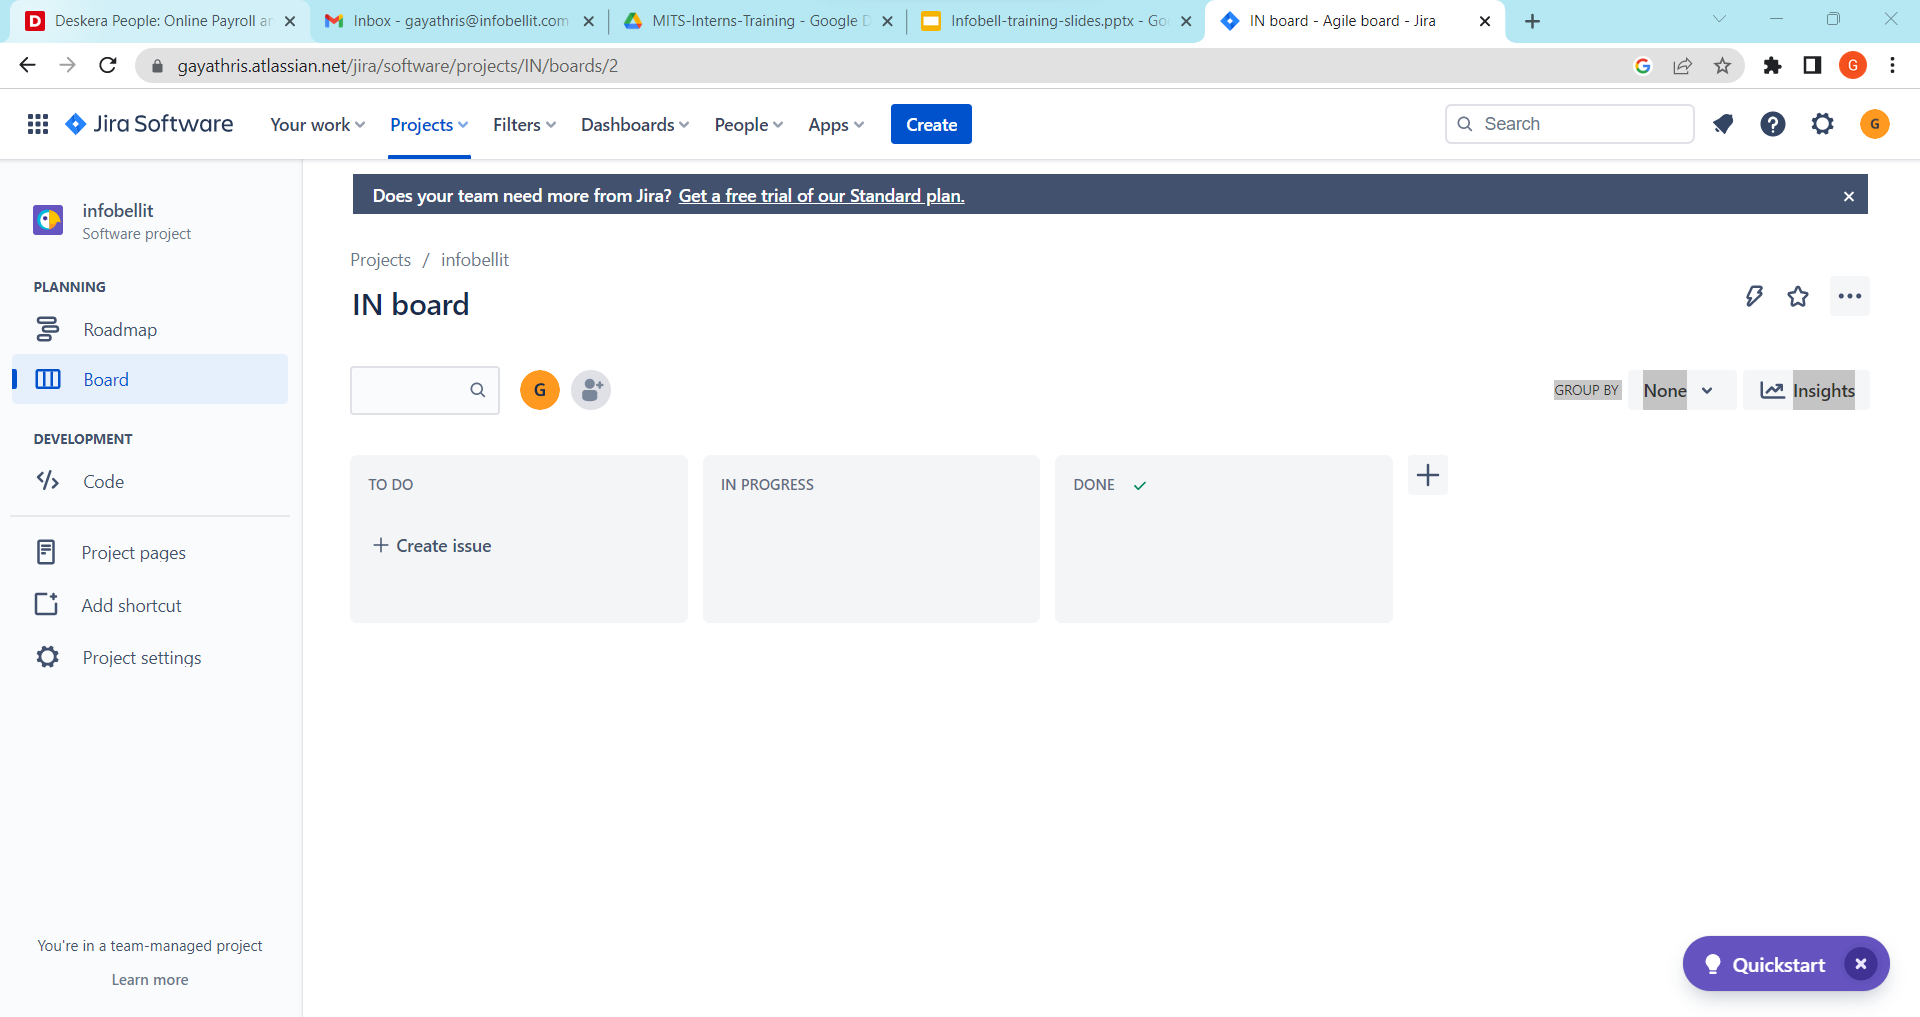 Deskera People: Online Payroll an
Inbox - gayathris@infobellit.com
MITS-Interns-Training - Google D
Infobell-training-slides.pptx - Goo
IN board - Agile board - Jira
gayathris.atlassian.net/jira/software/projects/IN/boards/2
G
Jira Software
Your work
Projects
Filters
Dashboards
People
Apps
Create
Search
G
infobellit
Software project
Does your team need more from Jira? Get a free trial of our Standard plan.
Projects / infobellit
IN board
PLANNING
Roadmap
Board
DEVELOPMENT
Code
Project pages
Add shortcut
Project settings
G
GROUP BY
None
Insights
TO DO
IN PROGRESS
DONE
Create issue
You're in a team-managed project
Learn more
Quickstart